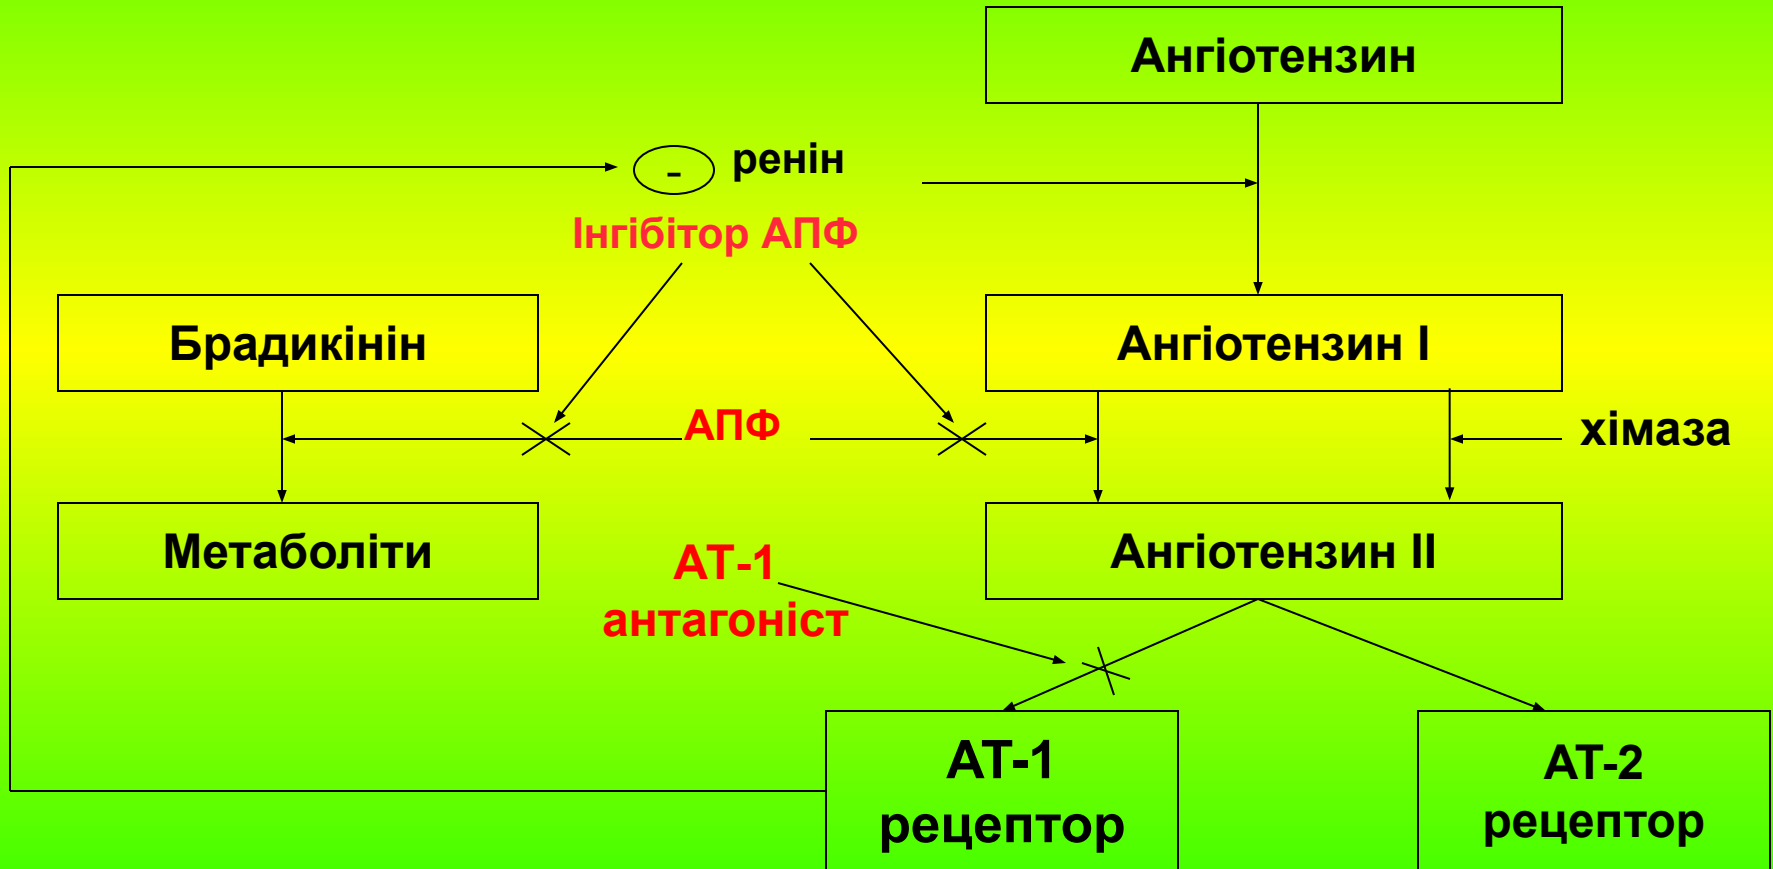 Ангіотензин
- ренін
Інгібітор АПФ
Брадикінін
Ангіотензин I
АПФ
хімаза
Метаболіти
АТ-1
антагоніст
Ангіотензин II
АТ-1
рецептор
АТ-2
рецептор